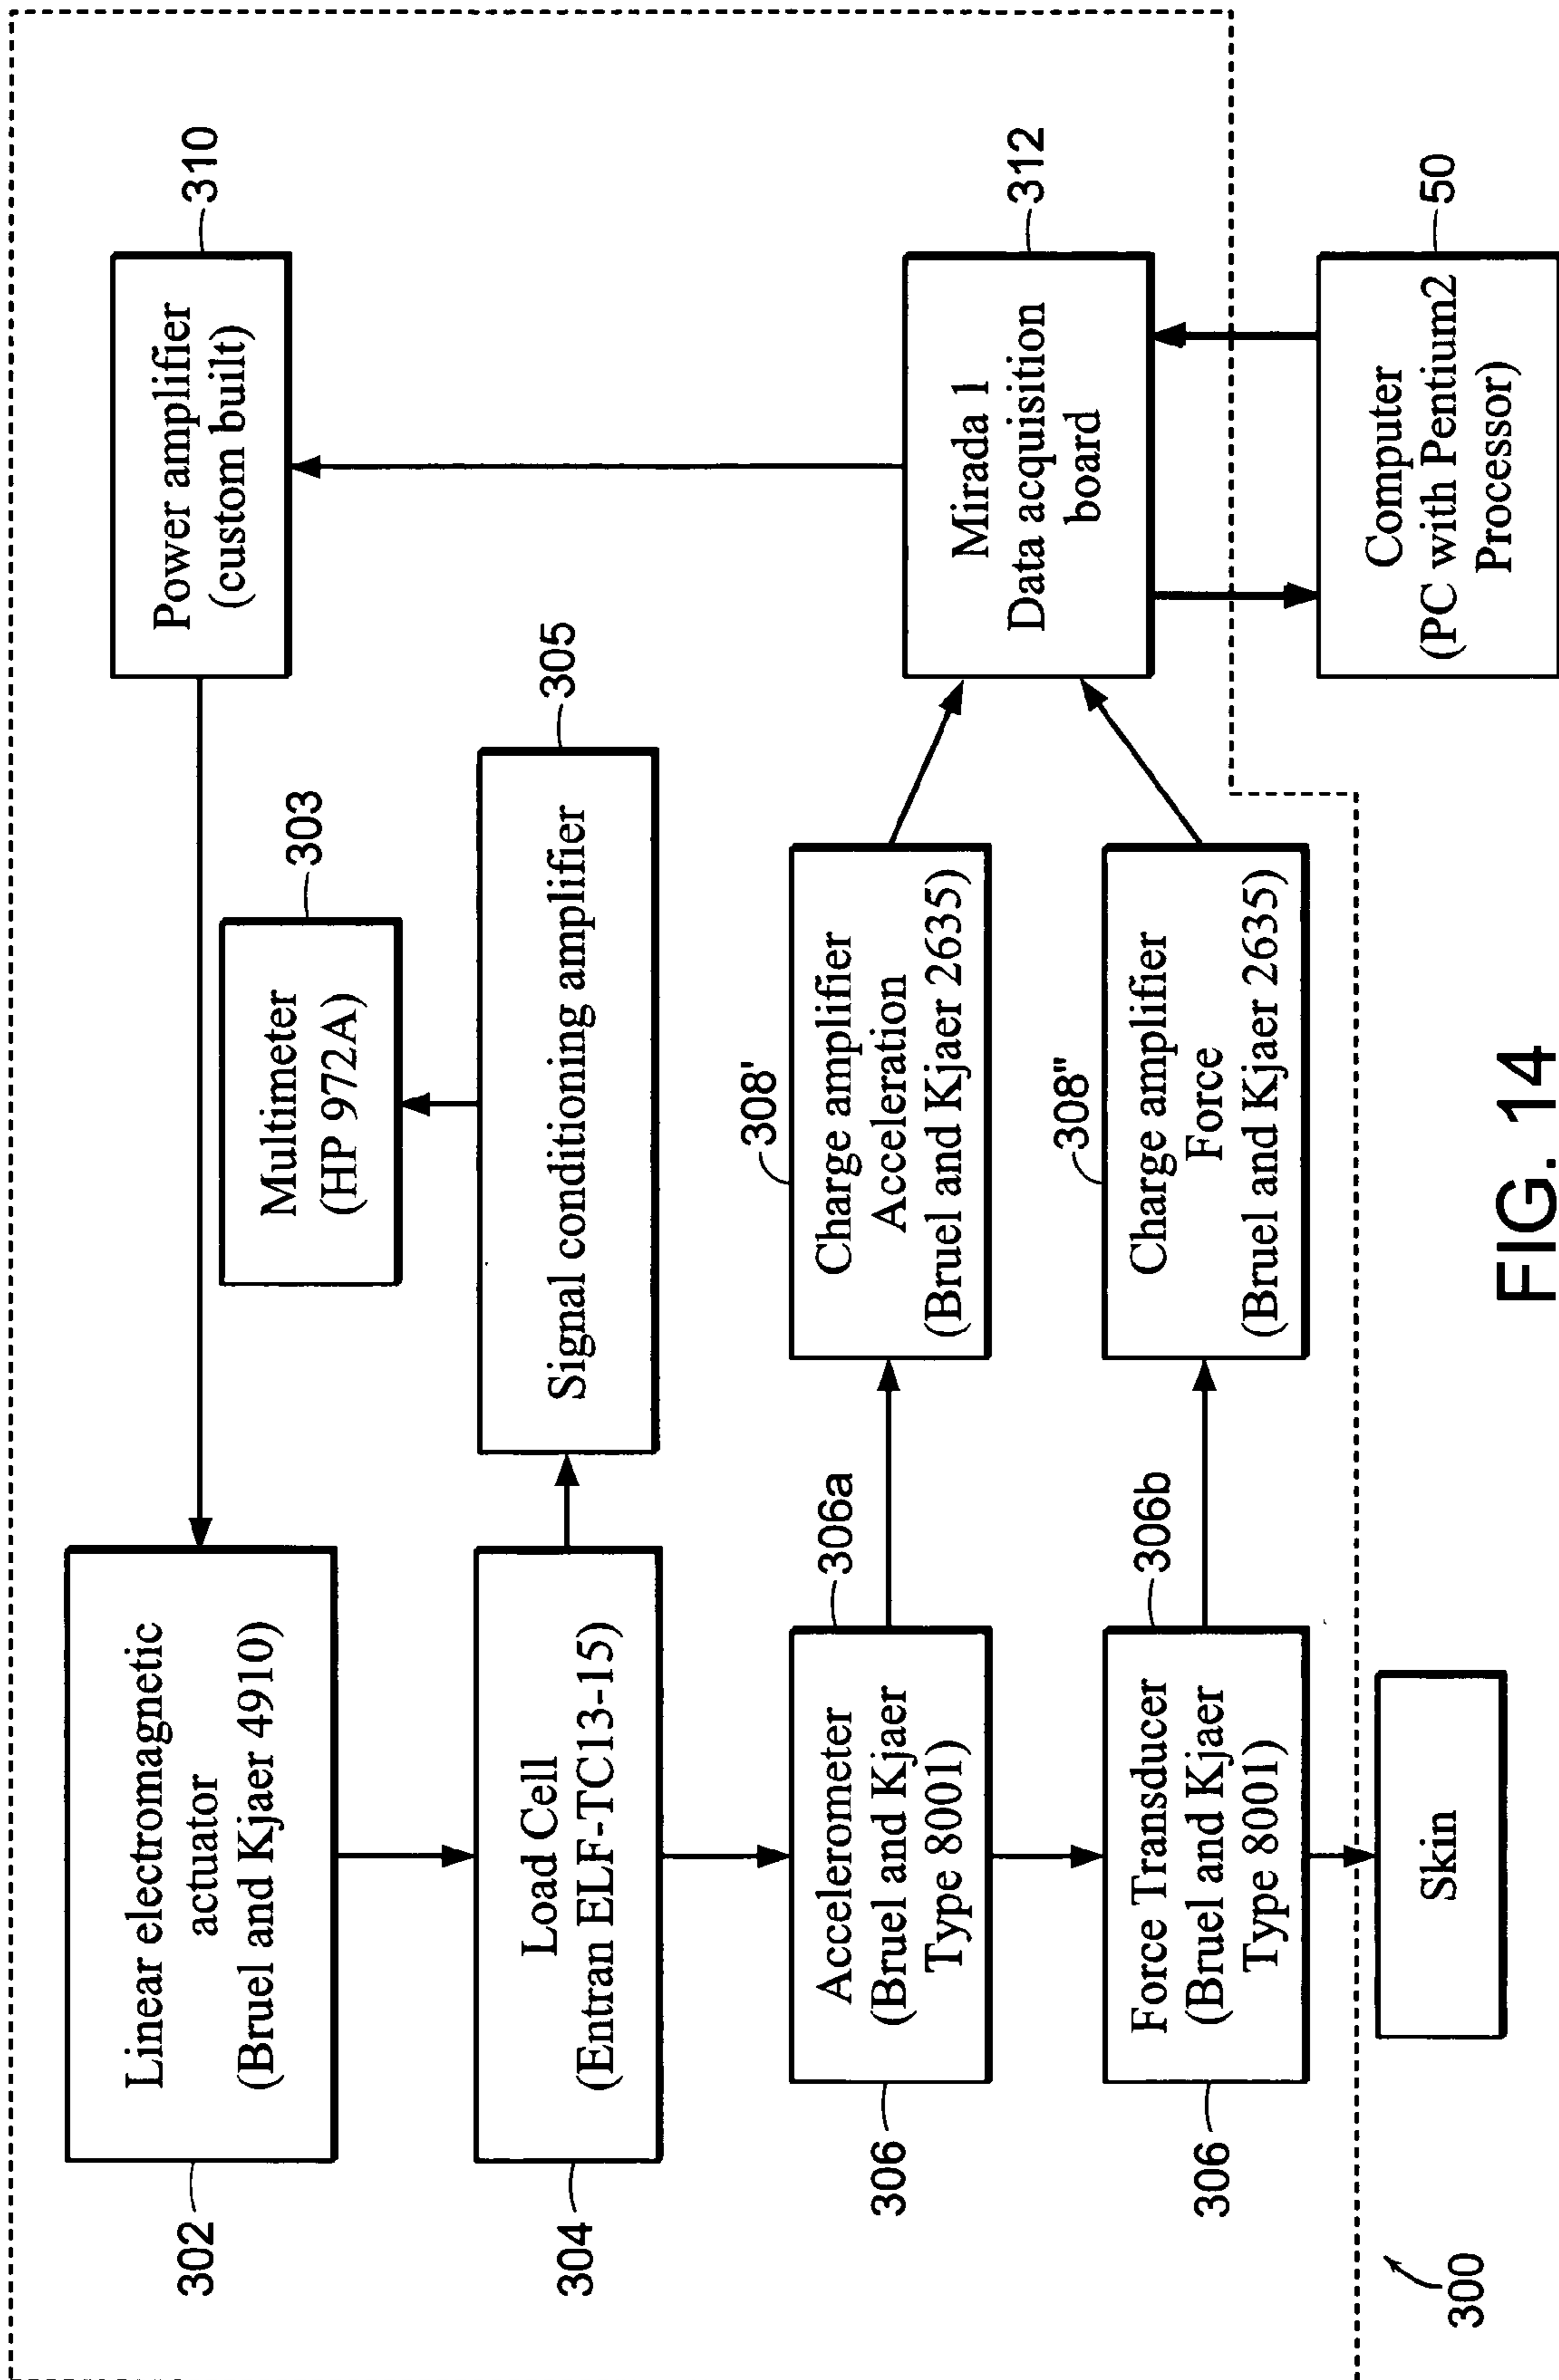 302
Linear electromagnetic
actuator
(Bruel and Kjaer 4910)
Power amplifier
(custom built)
310
303
Multimeter
(HP 972A)
304
Load Cell
(Entran ELF-TC13-15)
305
Signal conditioning amplifier
306
306a
Accelerometer
(Bruel and Kjaer
Type 8001)
308'
Charge amplifier
Acceleration
(Bruel and Kjaer 2635)
312
Mirada 1
Data acquisition
board
306
306b
Force Transducer
(Bruel and Kjaer
Type 8001)
308"
Charge amplifier
Force
(Bruel and Kjaer 2635)
50
Computer
(PC with Pentium2
Processor)
Skin
300
FIG. 14